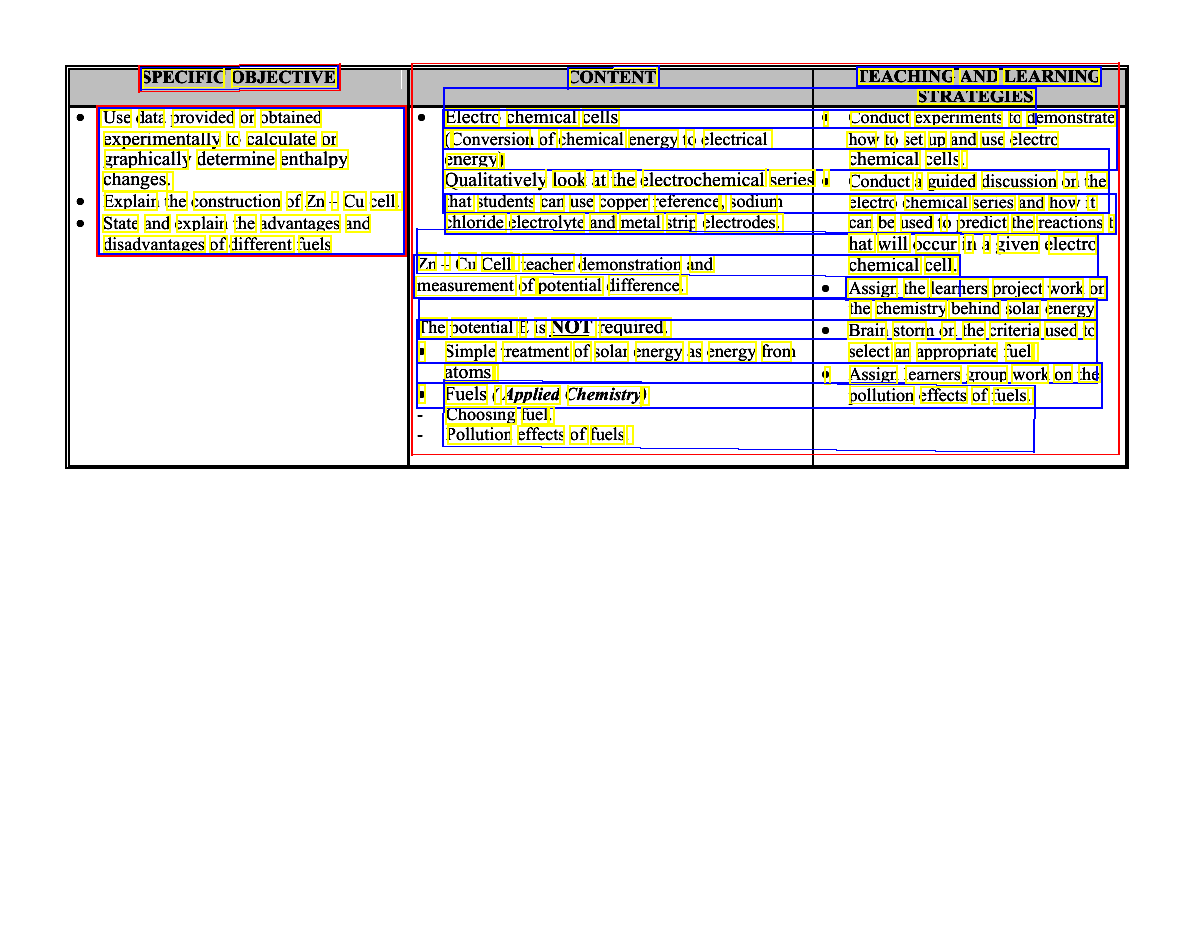 SPECIFIC OBJECTIVE
CONTENT
TEACHING AND LEARNING
STRATEGIES
• Use data provided or obtained
experimentally to calculate or
graphically determine enthalpy
changes.
• Explain the construction of Zn – Cu cell.
• State and explain the advantages and
disadvantages of different fuels
• Electro chemical cells
(Conversion of chemical energy to electrical
energy)
Qualitatively look at the electrochemical series
that students can use copper reference, sodium
chloride electrolyte and metal strip electrodes.
Zn – Cu Cell teacher demonstration and
measurement of potential difference.
The potential E is NOT required.
▪ Simple treatment of solar energy as energy from
atoms
▪ Fuels ( Applied Chemistry)
- Choosing fuel.
- Pollution effects of fuels
• Conduct experiments to demonstrate
how to set up and use electro
chemical cells.
• Conduct a guided discussion on the
electro chemical series and how it
can be used to predict the reactions t
hat will occur in a given electro
chemical cell.
• Assign the learners project work on
the chemistry behind solar energy
• Brain storm on the criteria used to
select an appropriate fuel
• Assign learners group work on the
pollution effects of fuels.